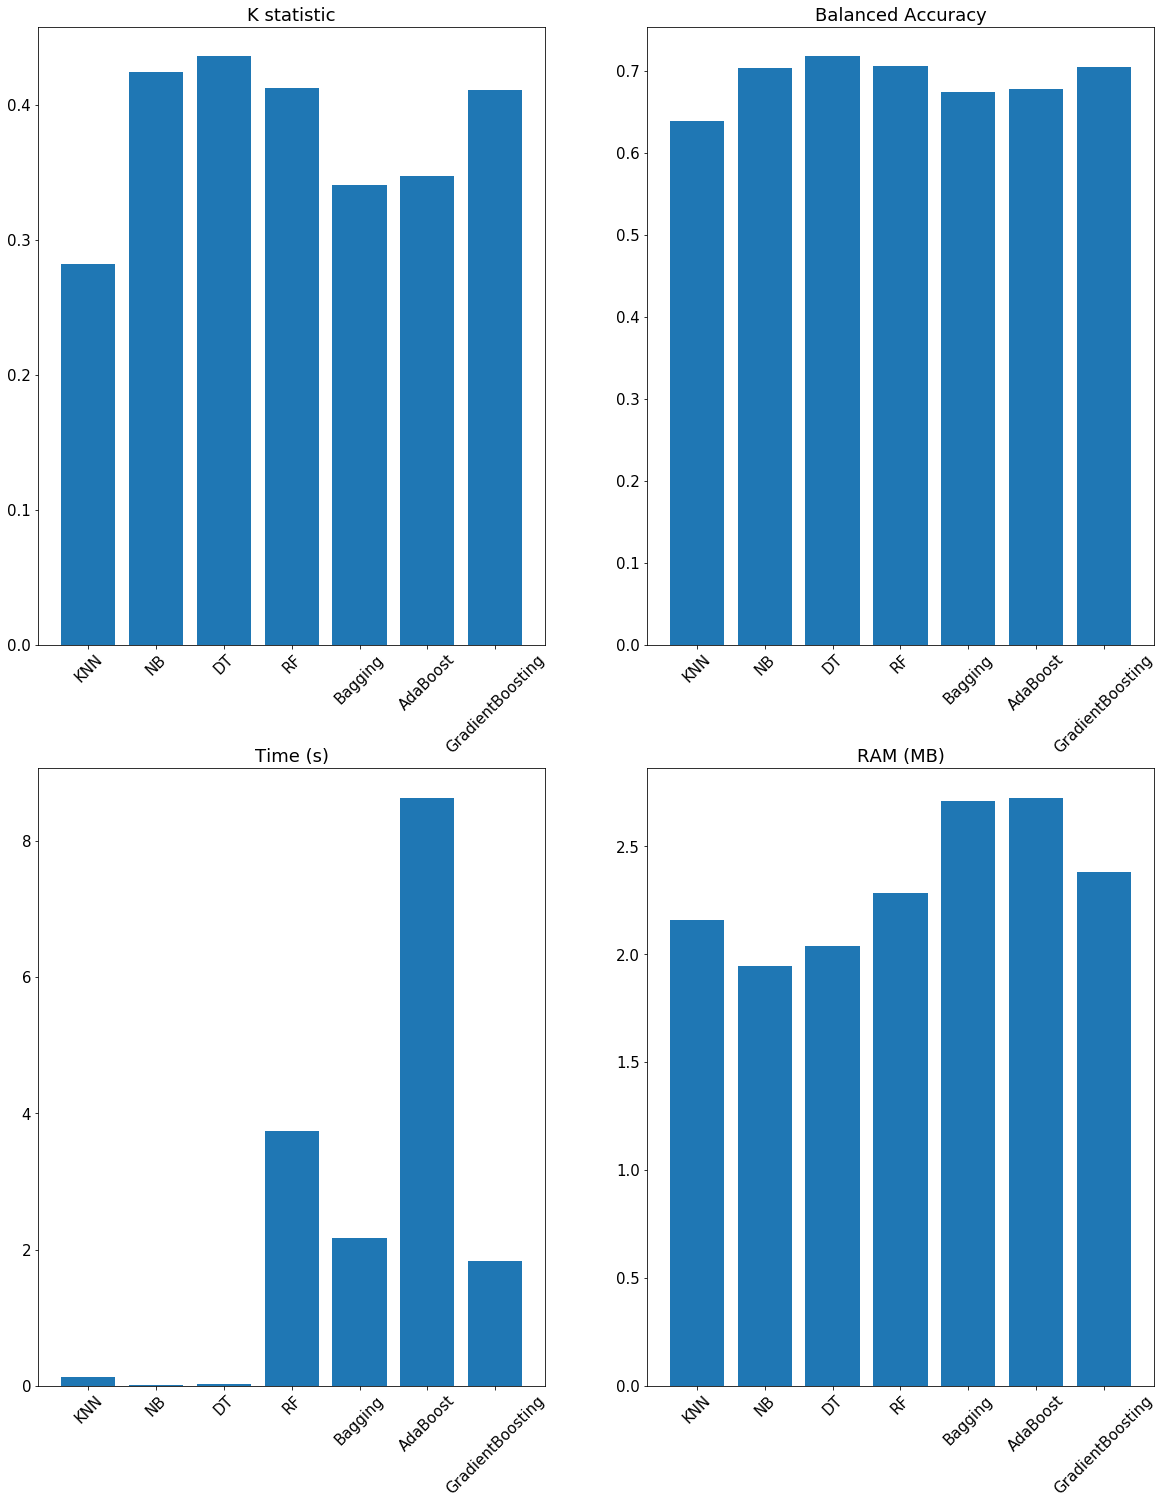 K statistic
0.4
0.3
0.2
0.1
0.0
KNN
NB
DT
RF
Bagging
AdaBoost
GradientBoosting
Balanced Accuracy
0.7
0.6
0.5
0.4
0.3
0.2
0.1
0.0
KNN
NB
DT
RF
Bagging
AdaBoost
GradientBoosting
Time (s)
8
6
4
2
0
KNN
NB
DT
RF
Bagging
AdaBoost
GradientBoosting
RAM (MB)
2.5
2.0
1.5
1.0
0.5
0.0
KNN
NB
DT
RF
Bagging
AdaBoost
GradientBoosting